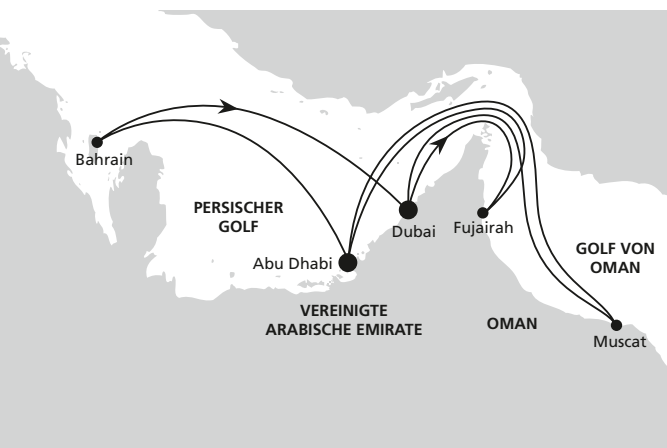 Bahrain
PERSISCHER
GOLF
Dubai
Fujairah
Abu Dhabi
GOLF VON
OMAN
VEREINIGTE
ARABISCHE EMIRATE
OMAN
Muscat